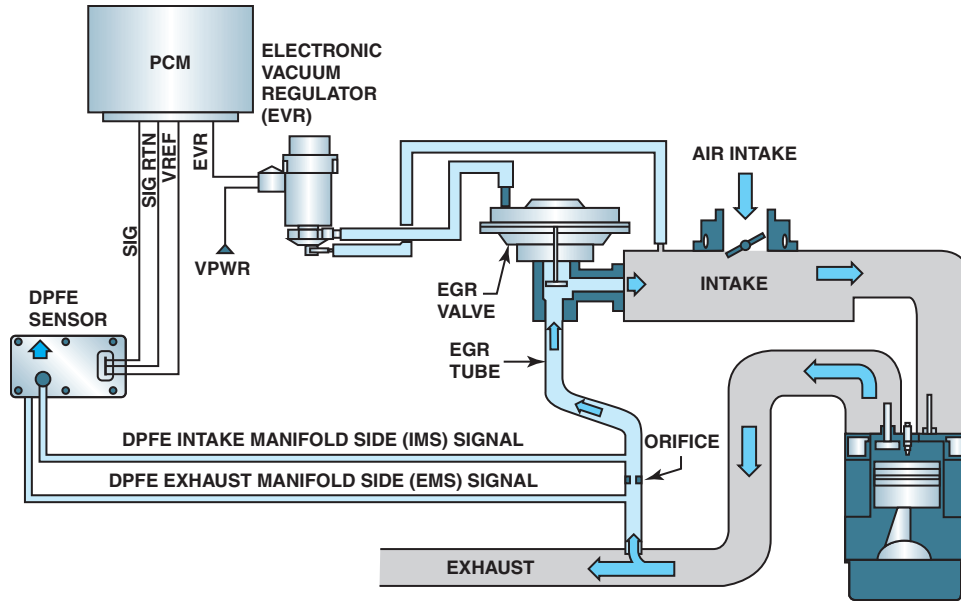 PCM
ELECTRONIC
VACUUM
REGULATOR
(EVR)
SIG
SIG RTN
VREF
EVR
VPWR
AIR INTAKE
INTAKE
EGR
VALVE
EGR
TUBE
DPFE
SENSOR
ORIFICE
DPFE INTAKE MANIFOLD SIDE (IMS) SIGNAL
DPFE EXHAUST MANIFOLD SIDE (EMS) SIGNAL
EXHAUST